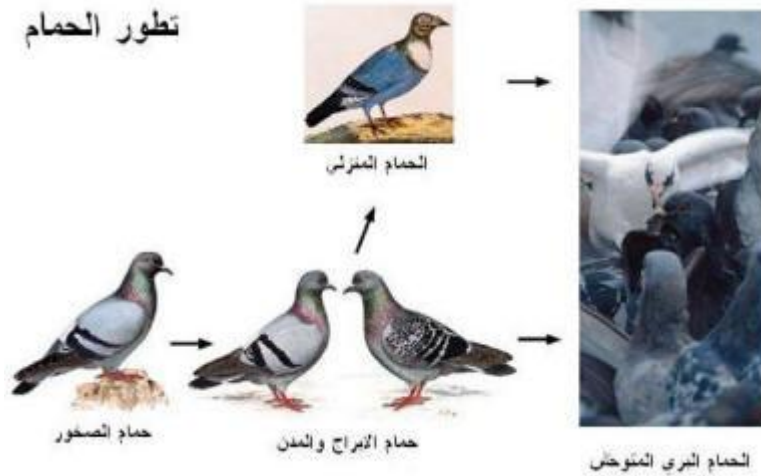 تطور الحمام
الحمام المنزلي
حمام الصخور
حمام الابراج والمدن
الحمام البري المتوحش